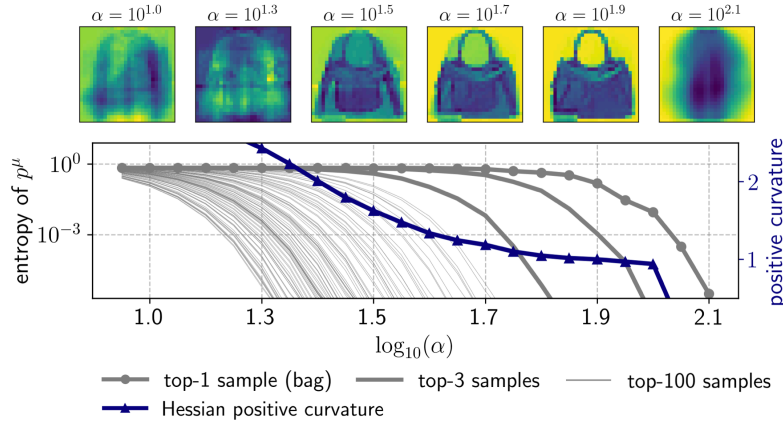 α = 10^1.0 α = 10^1.3 α = 10^1.5 α = 10^1.7 α = 10^1.9 α = 10^2.1
entropy of p^μ
10^0
10^−3
2
1
positive curvature
1.0 1.3 1.5 1.7 1.9 2.1
log₁₀(α)
top-1 sample (bag) top-3 samples top-100 samples
Hessian positive curvature